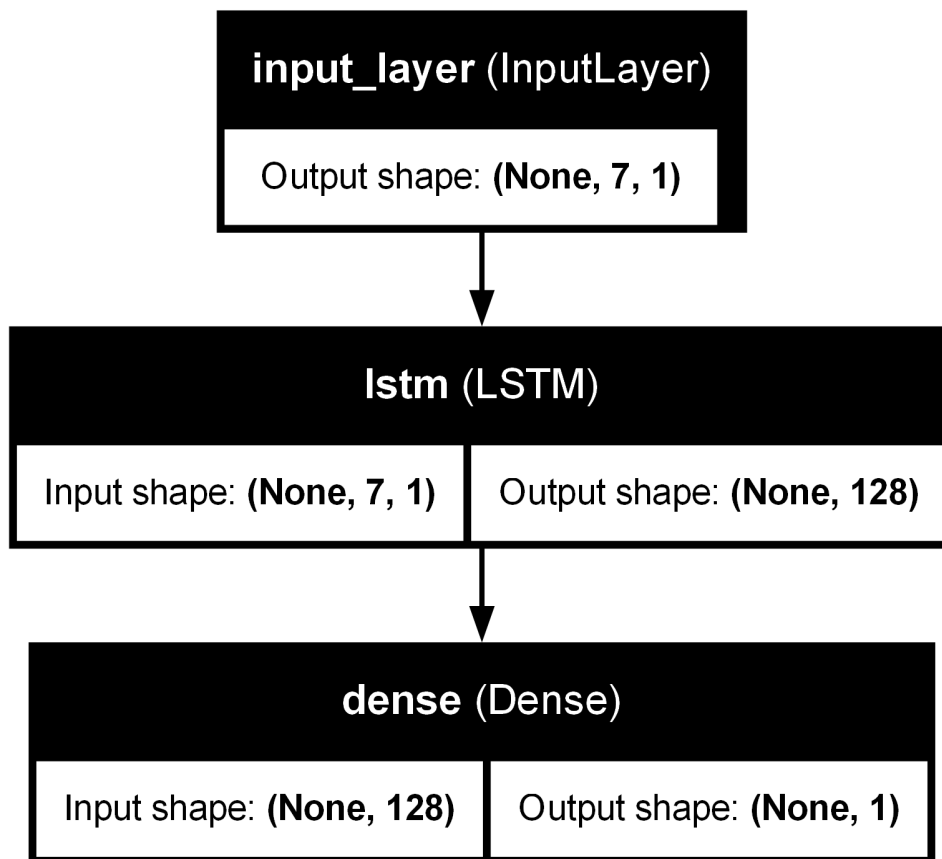 input_layer (InputLayer)
Output shape: (None, 7, 1)
lstm (LSTM)
Input shape: (None, 7, 1) Output shape: (None, 128)
dense (Dense)
Input shape: (None, 128) Output shape: (None, 1)